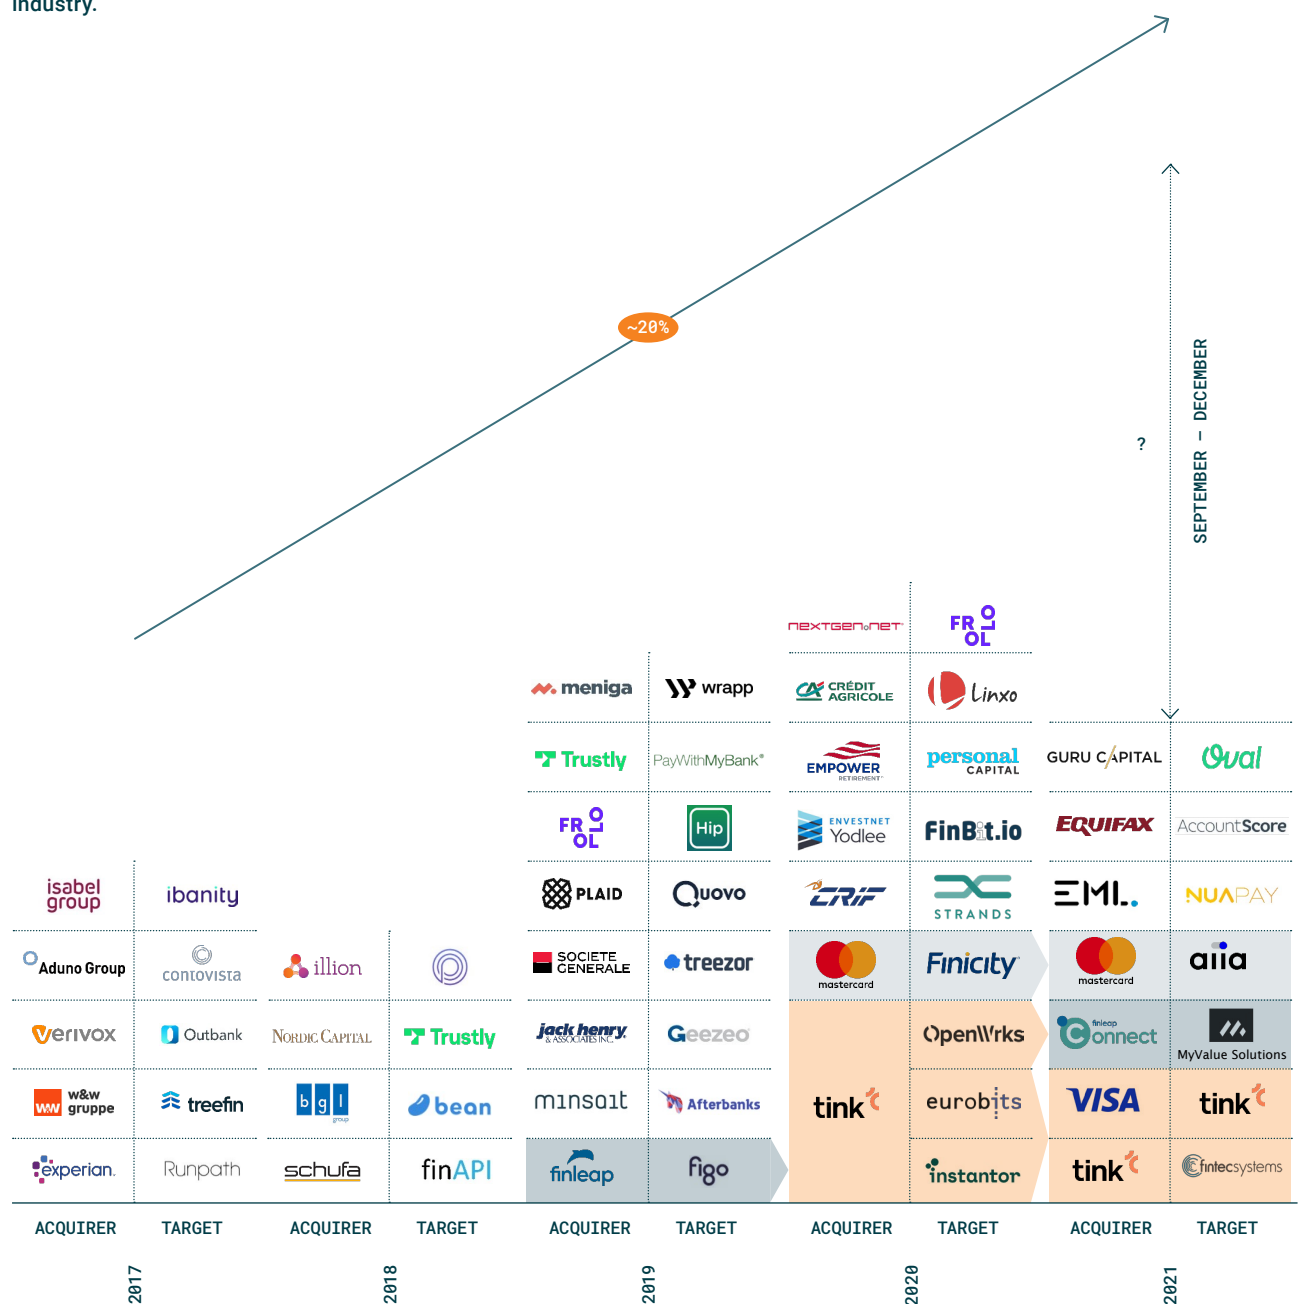 industry.
~20%
?
SEPTEMBER – DECEMBER
nexTGen.neT
FROLLO
meniga
wrapp
CRÉDIT
AGRICOLE
Linxo
Trustly
PayWithMyBank®
EMPOWER
RETIREMENT
personal
CAPITAL
GURU CAPITAL
Oval
FROLLO
Hip
ENVESTNET
Yodlee
FinBit.io
EQUIFAX
AccountScore
isabel
group
ibanity
PLAID
Quovo
CRIF
STRANDS
EML.
NUAPAY
Aduno Group
contovista
illion
SOCIETE
GENERALE
treezor
mastercard
Finicity
mastercard
aiia
verivox
Outbank
NORDIC CAPITAL
Trustly
jack henry
& ASSOCIATES INC.
Geezeo
OpenWrks
finleap
Connect
MyValue Solutions
w&w
gruppe
treefin
bgl
group
bean
minsait
Afterbanks
tink
eurobits
VISA
tink
experian.
Runpath
schufa
finAPI
finleap
figo
instantor
tink
fintecsystems
ACQUIRER TARGET ACQUIRER TARGET ACQUIRER TARGET ACQUIRER TARGET ACQUIRER TARGET
2017 2018 2019 2020 2021